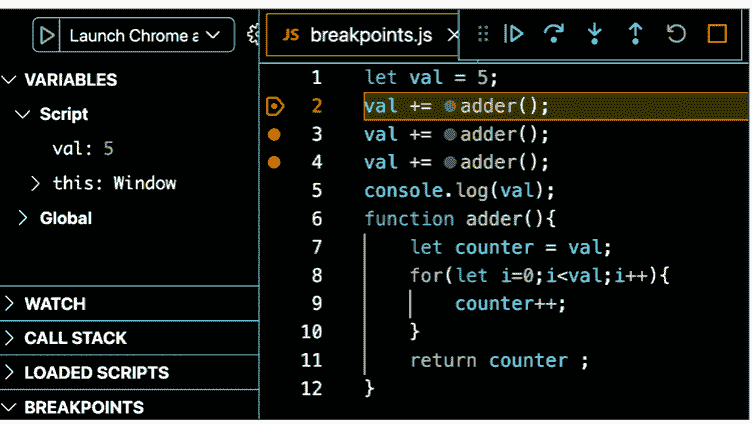 Launch Chrome a
VARIABLES
Script
val: 5
this: Window
Global
WATCH
CALL STACK
LOADED SCRIPTS
BREAKPOINTS
JS breakpoints.js
1 let val = 5;
2 val += adder();
3 val += adder();
4 val += adder();
5 console.log(val);
6 function adder(){
7 let counter = val;
8 for(let i=0;i<val;i++){
9 counter++;
10 }
11 return counter ;
12 }